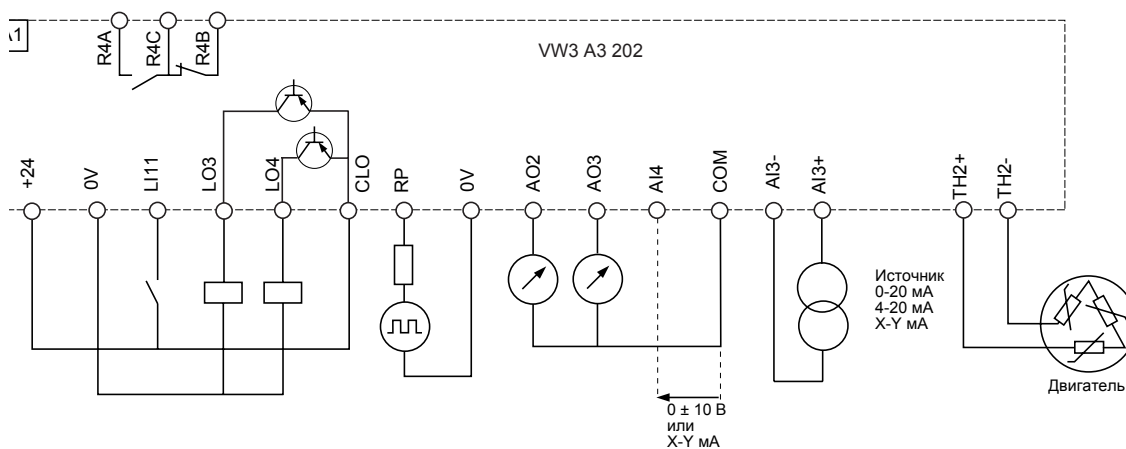 A1
R4A
R4C
R4B
VW3 A3 202
+24
0V
LI11
LO3
LO4
CLO
RP
0V
AO2
AO3
AI4
COM
AI3-
AI3+
TH2+
TH2-
Источник
0-20 мА
4-20 мА
X-Y мА
Двигатель
0 ± 10 В
или
X-Y мА